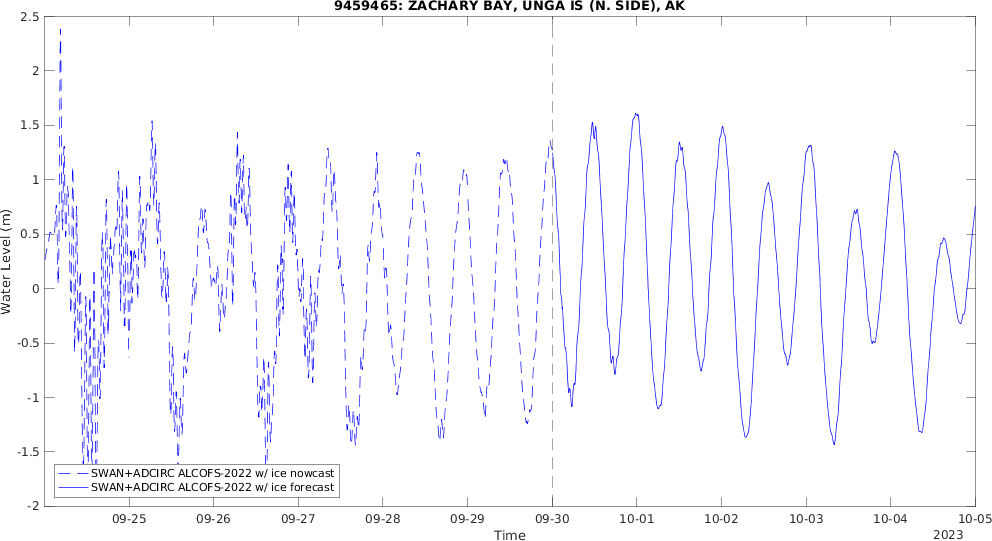 9459465: ZACHARY BAY, UNGA IS (N. SIDE), AK
2.5
2
1.5
1
0.5
0
-0.5
-1
-1.5
-2
Water Level (m)
SWAN+ADCIRC ALCOFS-2022 w/ ice nowcast
SWAN+ADCIRC ALCOFS-2022 w/ ice forecast
09-25 09-26 09-27 09-28 09-29 09-30 10-01 10-02 10-03 10-04 10-05
Time
2023